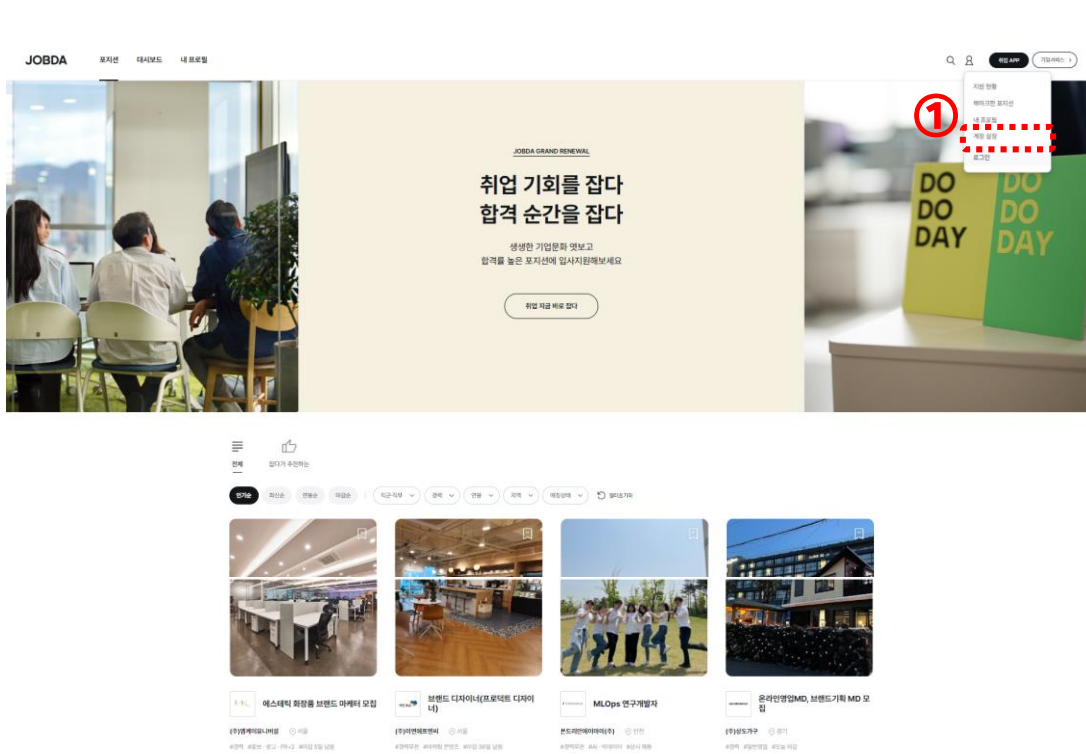 JOBDA 포지션 대시보드 내 프로필 취업 APP 기업서비스
지원 현황
북마크한 포지션
①
내 프로필
계정 설정
로그인
JOBDA GRAND RENEWAL
취업 기회를 잡다
합격 순간을 잡다
생생한 기업문화 엿보고
합격률 높은 포지션에 입사지원해보세요
취업 지금 바로 잡다
DO
DO
DAY
DO
DO
DAY
전체 잡다가 추천하는
인기순 최신순 연봉순 마감순 직군·직무 경력 연봉 지역 매칭상태 필터초기화
에스테틱 화장품 브랜드 마케터 모집
서울
브랜드 디자이너(프로덕트 디자이
너)
서울
MLOps 연구개발자
인천
온라인영업MD, 브랜드기획 MD 모
집
(주)상도가구 경기